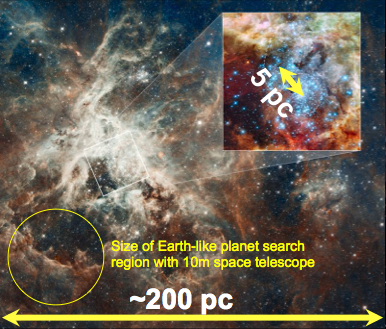 5 pc
Size of Earth-like planet search
region with 10m space telescope
~200 pc